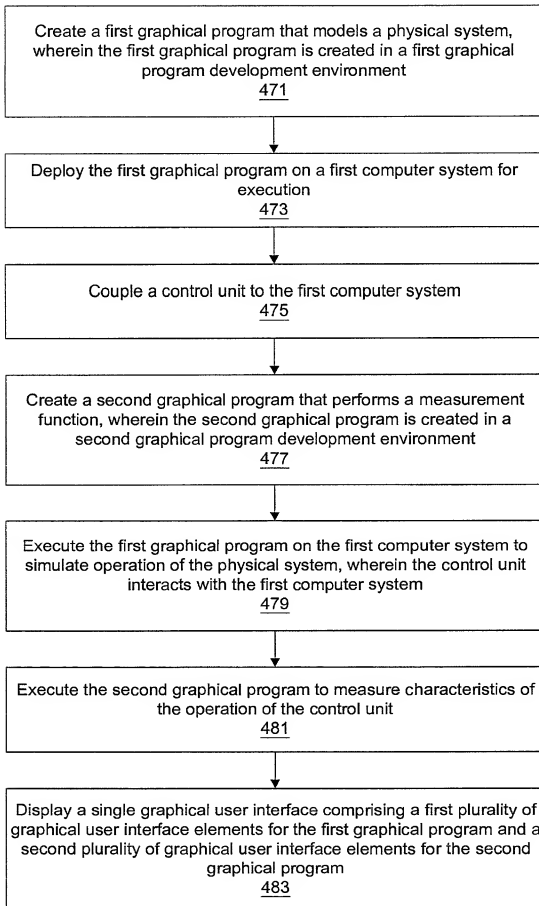 Create a first graphical program that models a physical system,
wherein the first graphical program is created in a first graphical
program development environment
471
Deploy the first graphical program on a first computer system for
execution
473
Couple a control unit to the first computer system
475
Create a second graphical program that performs a measurement
function, wherein the second graphical program is created in a
second graphical program development environment
477
Execute the first graphical program on the first computer system to
simulate operation of the physical system, wherein the control unit
interacts with the first computer system
479
Execute the second graphical program to measure characteristics of
the operation of the control unit
481
Display a single graphical user interface comprising a first plurality of
graphical user interface elements for the first graphical program and a
second plurality of graphical user interface elements for the second
graphical program
483